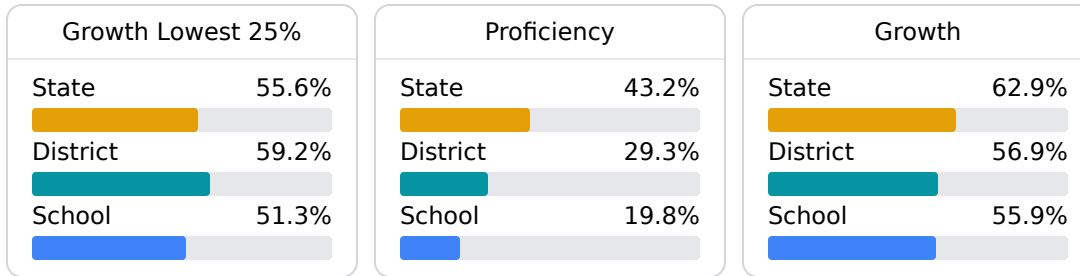 Growth Lowest 25%
State 55.6%
District 59.2%
School 51.3%
Proficiency
State 43.2%
District 29.3%
School 19.8%
Growth
State 62.9%
District 56.9%
School 55.9%